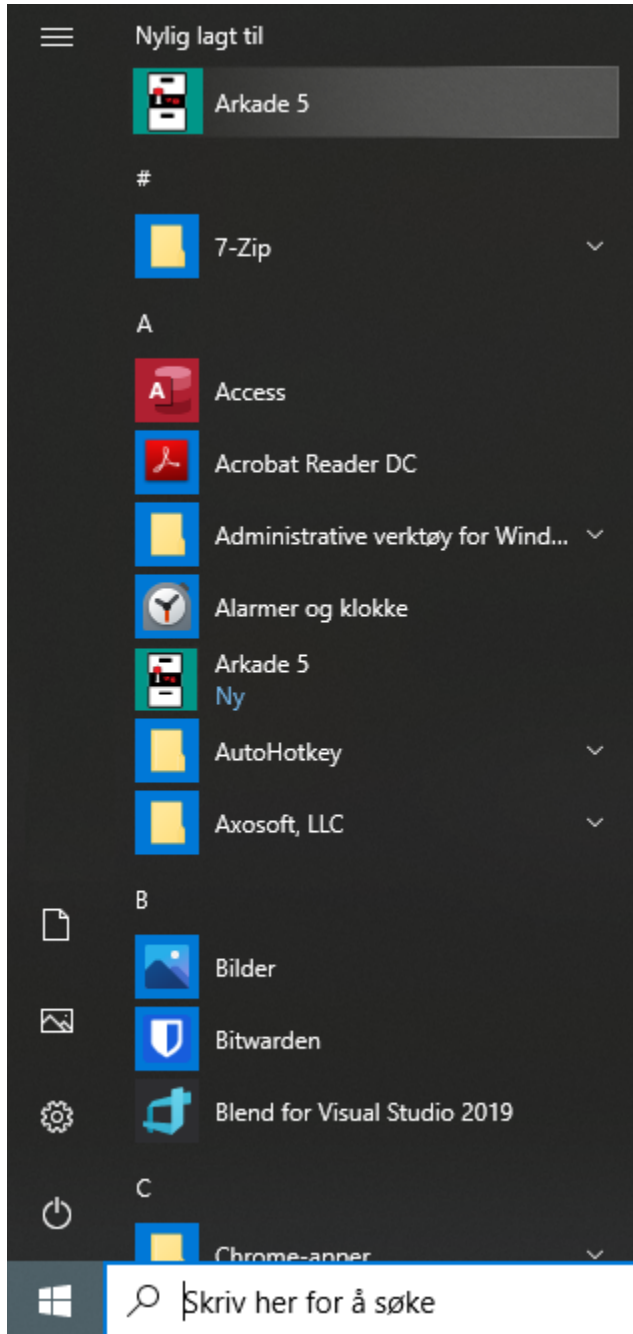 Nylig lagt til
Arkade 5
#
7-Zip
A
Access
Acrobat Reader DC
Administrative verktøy for Wind...
Alarmer og klokke
Arkade 5
Ny
AutoHotkey
Axosoft, LLC
B
Bilder
Bitwarden
Blend for Visual Studio 2019
C
Chrome-apper
Skriv her for å søke